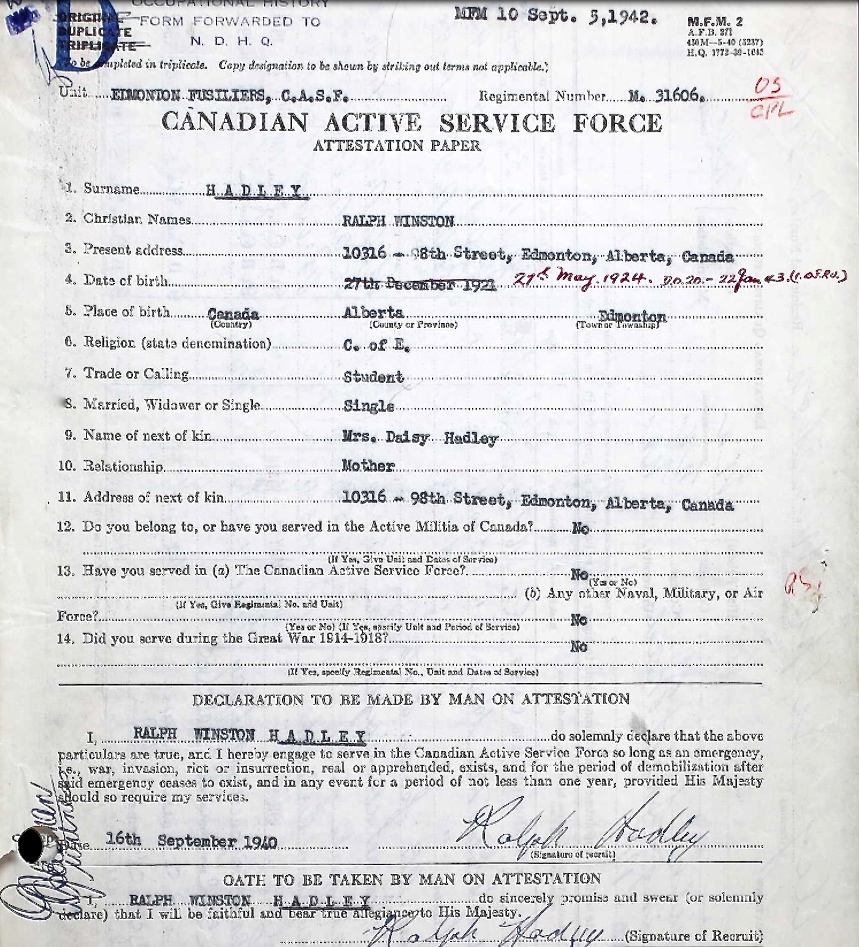 OCCUPATIONAL HISTORY
FORM FORWARDED TO
N. D. H. Q.
ORIGINAL
DUPLICATE
TRIPLICATE
MFM 10 Sept. 5, 1942.
M.F.M. 2
A.F.B. 271
430M—5-40 (5237)
H.Q. 1772-39-1645
(To be completed in triplicate. Copy designation to be shown by striking out terms not applicable.)
Unit EDMONTON FUSILIERS, C.A.S.F. Regimental Number M. 31606.
OS
CPL
CANADIAN ACTIVE SERVICE FORCE
ATTESTATION PAPER
1. Surname HADLEY
2. Christian Names RALPH WINSTON
3. Present address 10316 - 98th Street, Edmonton, Alberta, Canada
4. Date of birth 27th December 1921 27th May 1924. D.O. 20.- 22 Jan 43.
5. Place of birth Canada Alberta Edmonton
(Country) (County or Province) (Town or Township)
6. Religion (state denomination) C. of E.
7. Trade or Calling Student
8. Married, Widower or Single Single
9. Name of next of kin Mrs. Daisy Hadley
10. Relationship Mother
11. Address of next of kin 10316 - 98th Street, Edmonton, Alberta, Canada
12. Do you belong to, or have you served in the Active Militia of Canada? No
(If Yes, Give Unit and Dates of Service)
13. Have you served in (a) The Canadian Active Service Force? No
(Yes or No)
(If Yes, Give Regimental No. and Unit) (b) Any other Naval, Military, or Air
Force? No
(Yes or No) (If Yes, specify Unit and Period of Service)
14. Did you serve during the Great War 1914-1918? No
(If Yes, specify Regimental No., Unit and Dates of Service)
DECLARATION TO BE MADE BY MAN ON ATTESTATION
I, RALPH WINSTON HADLEY do solemnly declare that the above
particulars are true, and I hereby engage to serve in the Canadian Active Service Force so long as an emergency,
i.e., war, invasion, riot or insurrection, real or apprehended, exists, and for the period of demobilization after
said emergency ceases to exist, and in any event for a period of not less than one year, provided His Majesty
should so require my services.
Date 16th September 1940 Ralph Hadley
(Signature of recruit)
OATH TO BE TAKEN BY MAN ON ATTESTATION
I, RALPH WINSTON HADLEY do sincerely promise and swear (or solemnly
declare) that I will be faithful and bear true allegiance to His Majesty.
Ralph Hadley (Signature of Recruit)